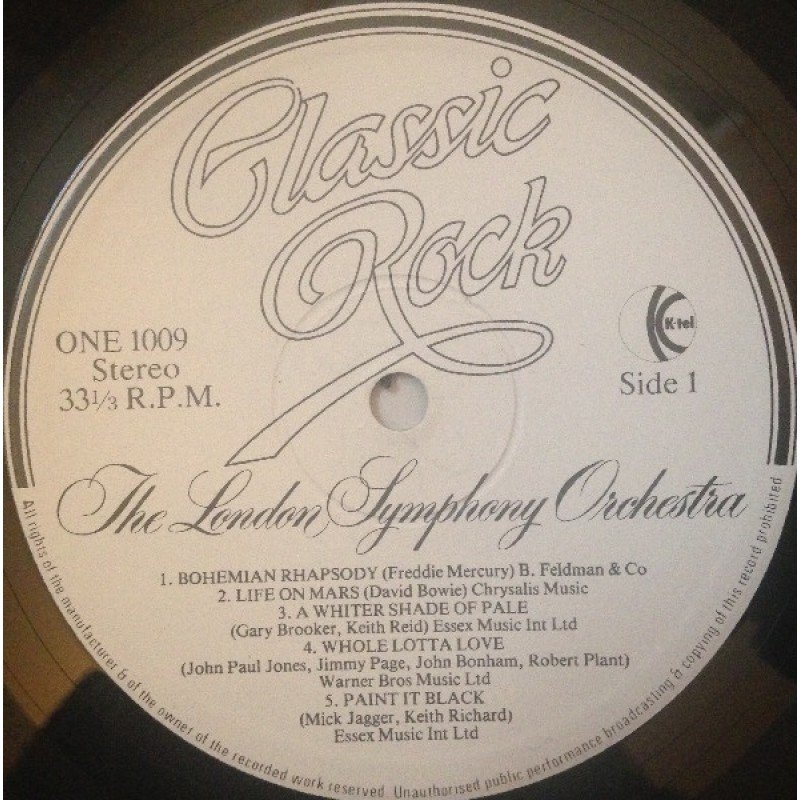 Classic
Rock
ONE 1009
Stereo
33 1/3 R.P.M.
K-tel
Side 1
The London Symphony Orchestra
1. BOHEMIAN RHAPSODY (Freddie Mercury) B. Feldman & Co
2. LIFE ON MARS (David Bowie) Chrysalis Music
3. A WHITER SHADE OF PALE
(Gary Brooker, Keith Reid) Essex Music Int Ltd
4. WHOLE LOTTA LOVE
(John Paul Jones, Jimmy Page, John Bonham, Robert Plant)
Warner Bros Music Ltd
5. PAINT IT BLACK
(Mick Jagger, Keith Richard)
Essex Music Int Ltd
All rights of the manufacturer & of the owner of the recorded work reserved. Unauthorised public performance broadcasting & copying of this record prohibited